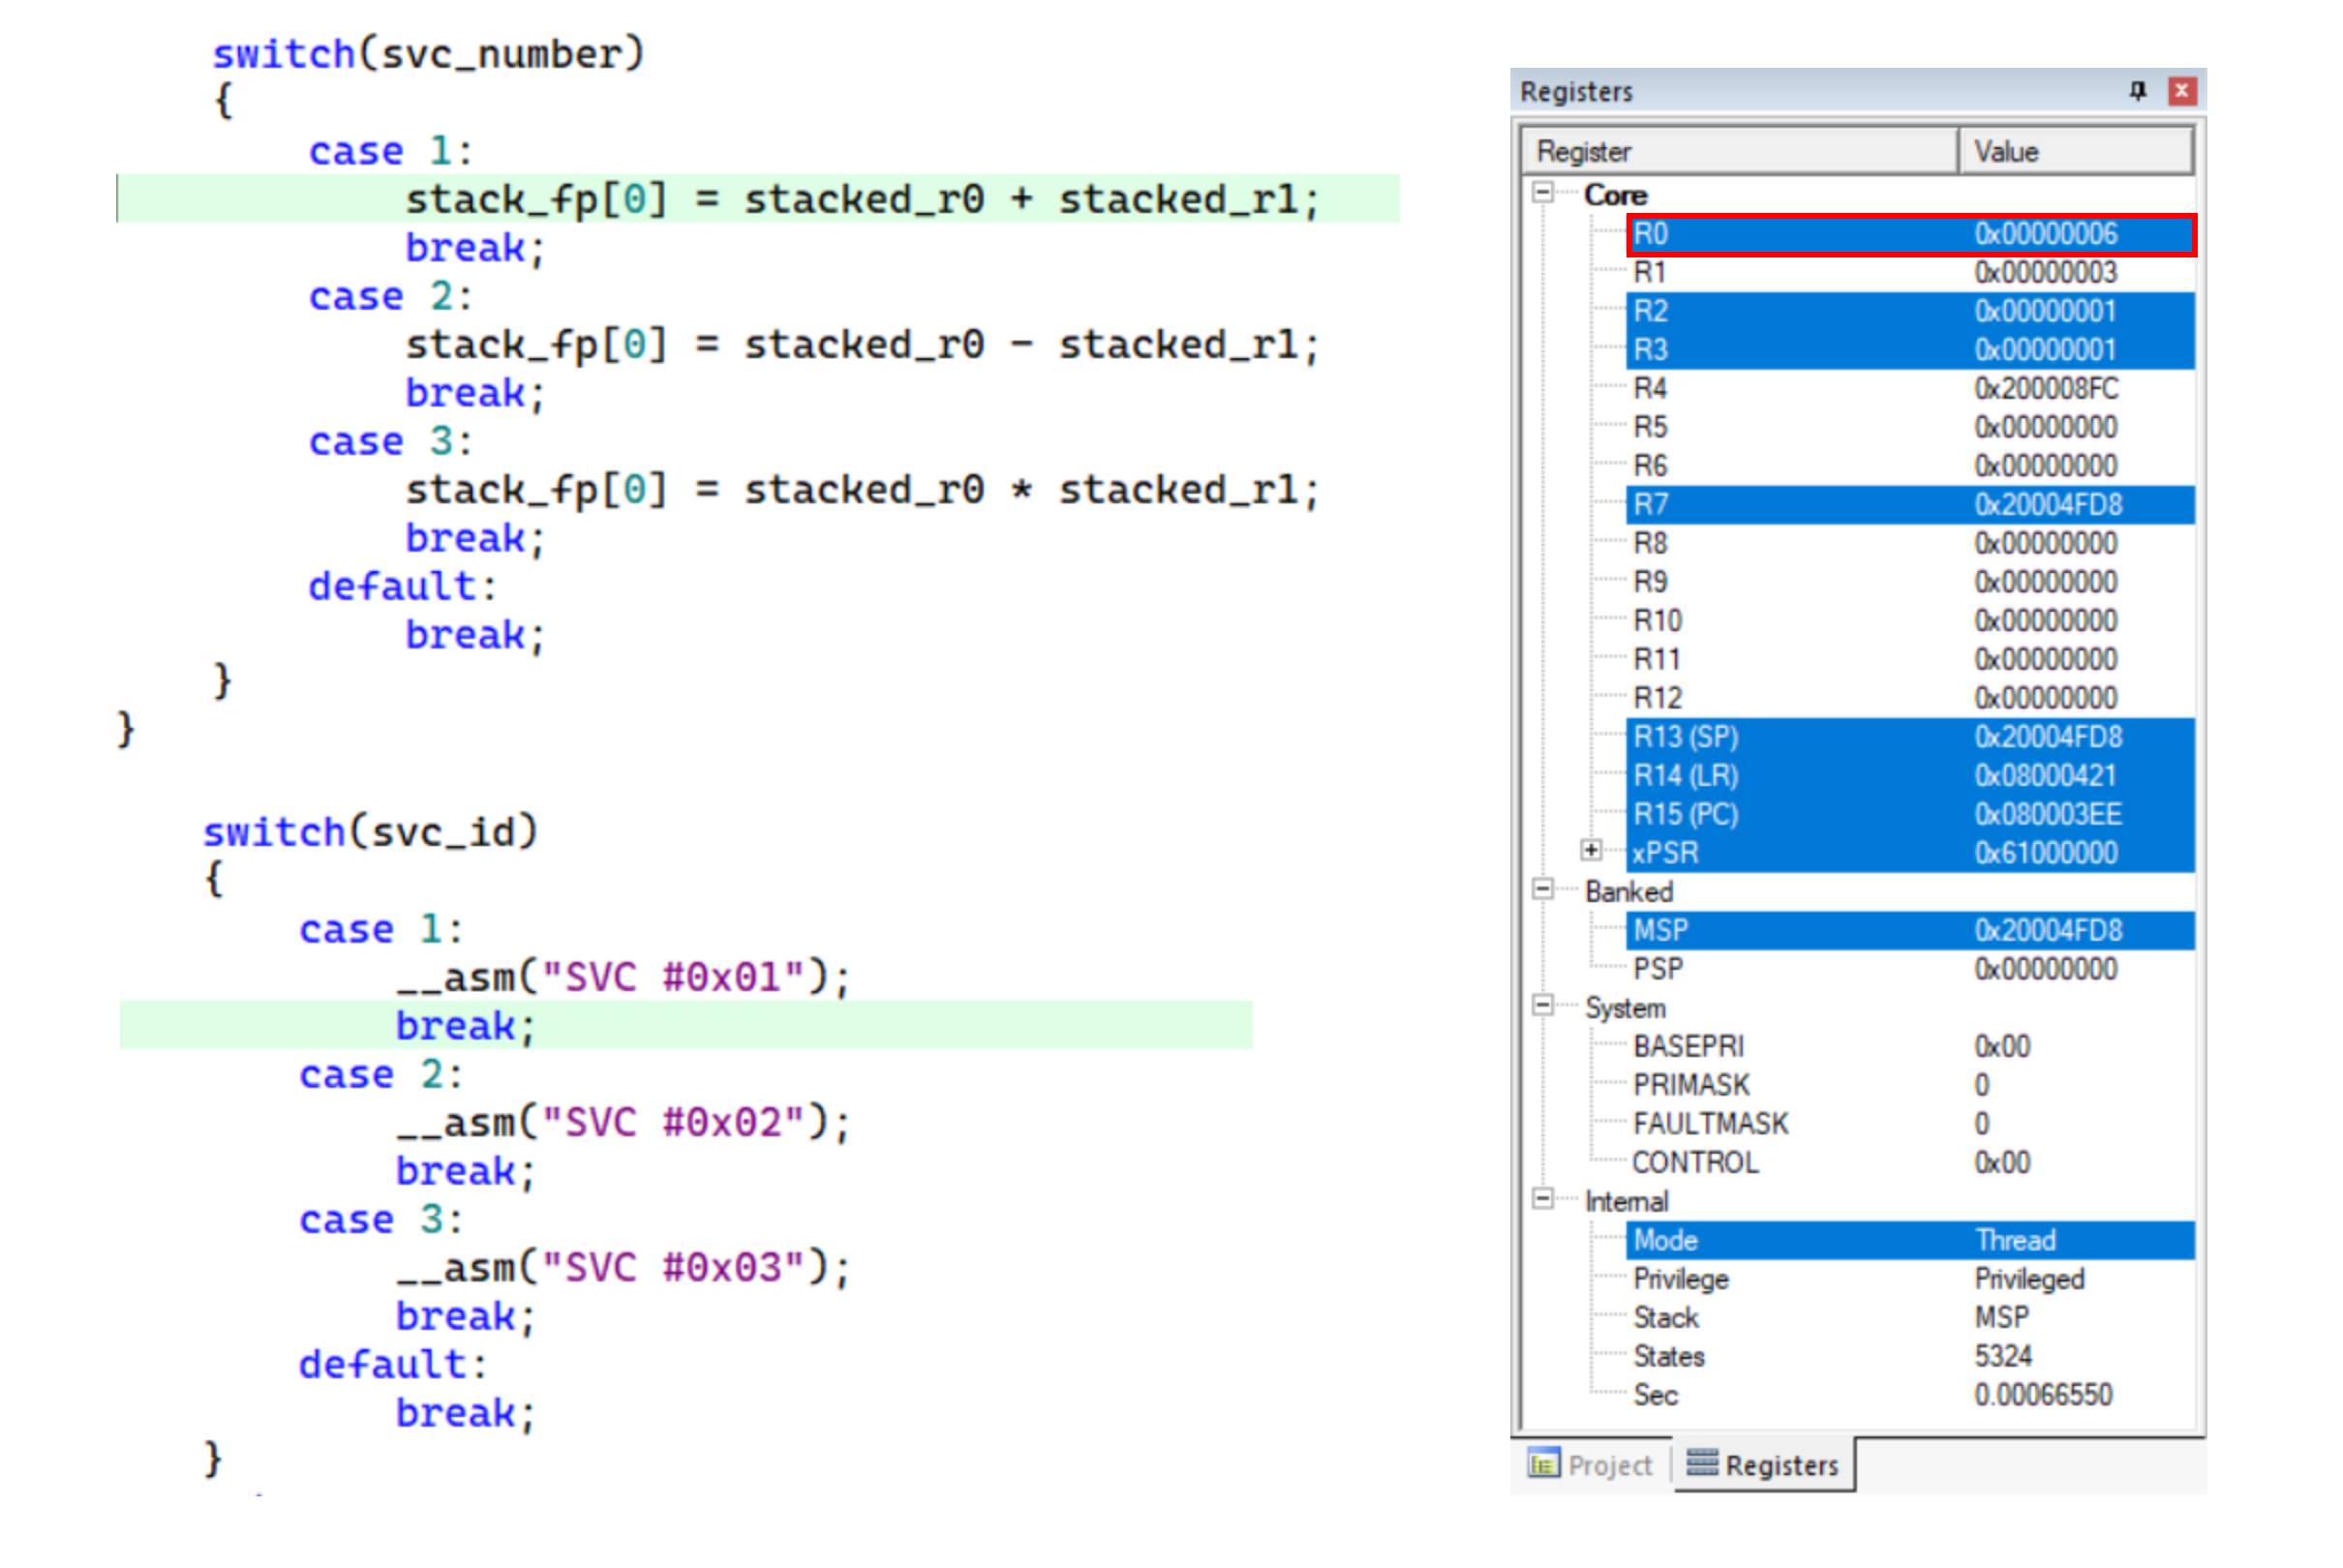 switch(svc_number)
{
case 1:
stack_fp[0] = stacked_r0 + stacked_r1;
break;
case 2:
stack_fp[0] = stacked_r0 - stacked_r1;
break;
case 3:
stack_fp[0] = stacked_r0 * stacked_r1;
break;
default:
break;
}
}
switch(svc_id)
{
case 1:
__asm("SVC #0x01");
break;
case 2:
__asm("SVC #0x02");
break;
case 3:
__asm("SVC #0x03");
break;
default:
break;
}
Registers
Register Value
Core
R0 0x00000006
R1 0x00000003
R2 0x00000001
R3 0x00000001
R4 0x200008FC
R5 0x00000000
R6 0x00000000
R7 0x20004FD8
R8 0x00000000
R9 0x00000000
R10 0x00000000
R11 0x00000000
R12 0x00000000
R13 (SP) 0x20004FD8
R14 (LR) 0x08000421
R15 (PC) 0x080003EE
xPSR 0x61000000
Banked
MSP 0x20004FD8
PSP 0x00000000
System
BASEPRI 0x00
PRIMASK 0
FAULTMASK 0
CONTROL 0x00
Internal
Mode Thread
Privilege Privileged
Stack MSP
States 5324
Sec 0.00066550
Project Registers